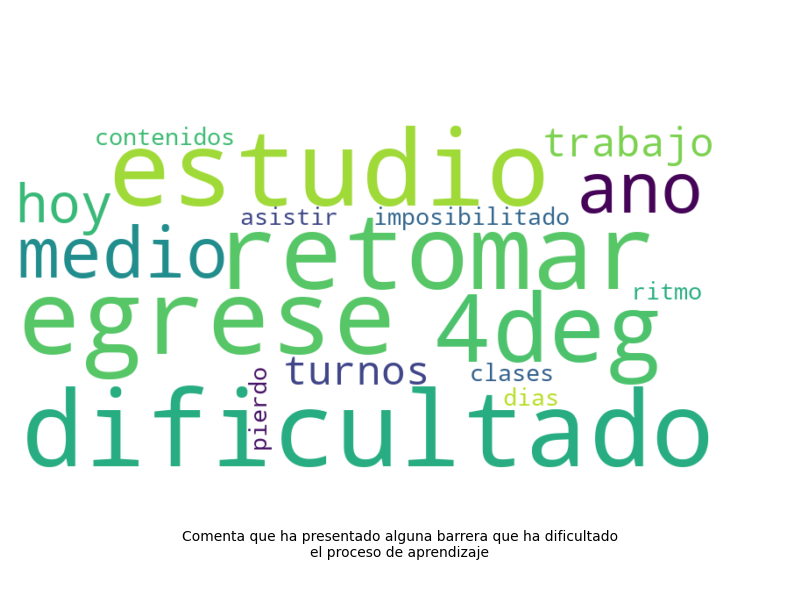 contenidos
estudio
trabajo
hoy
ano
asistir
imposibilitado
medio
retomar
egrese
4deg
ritmo
turnos
clases
pierdo
dias
dificultado
Comenta que ha presentado alguna barrera que ha dificultado
el proceso de aprendizaje